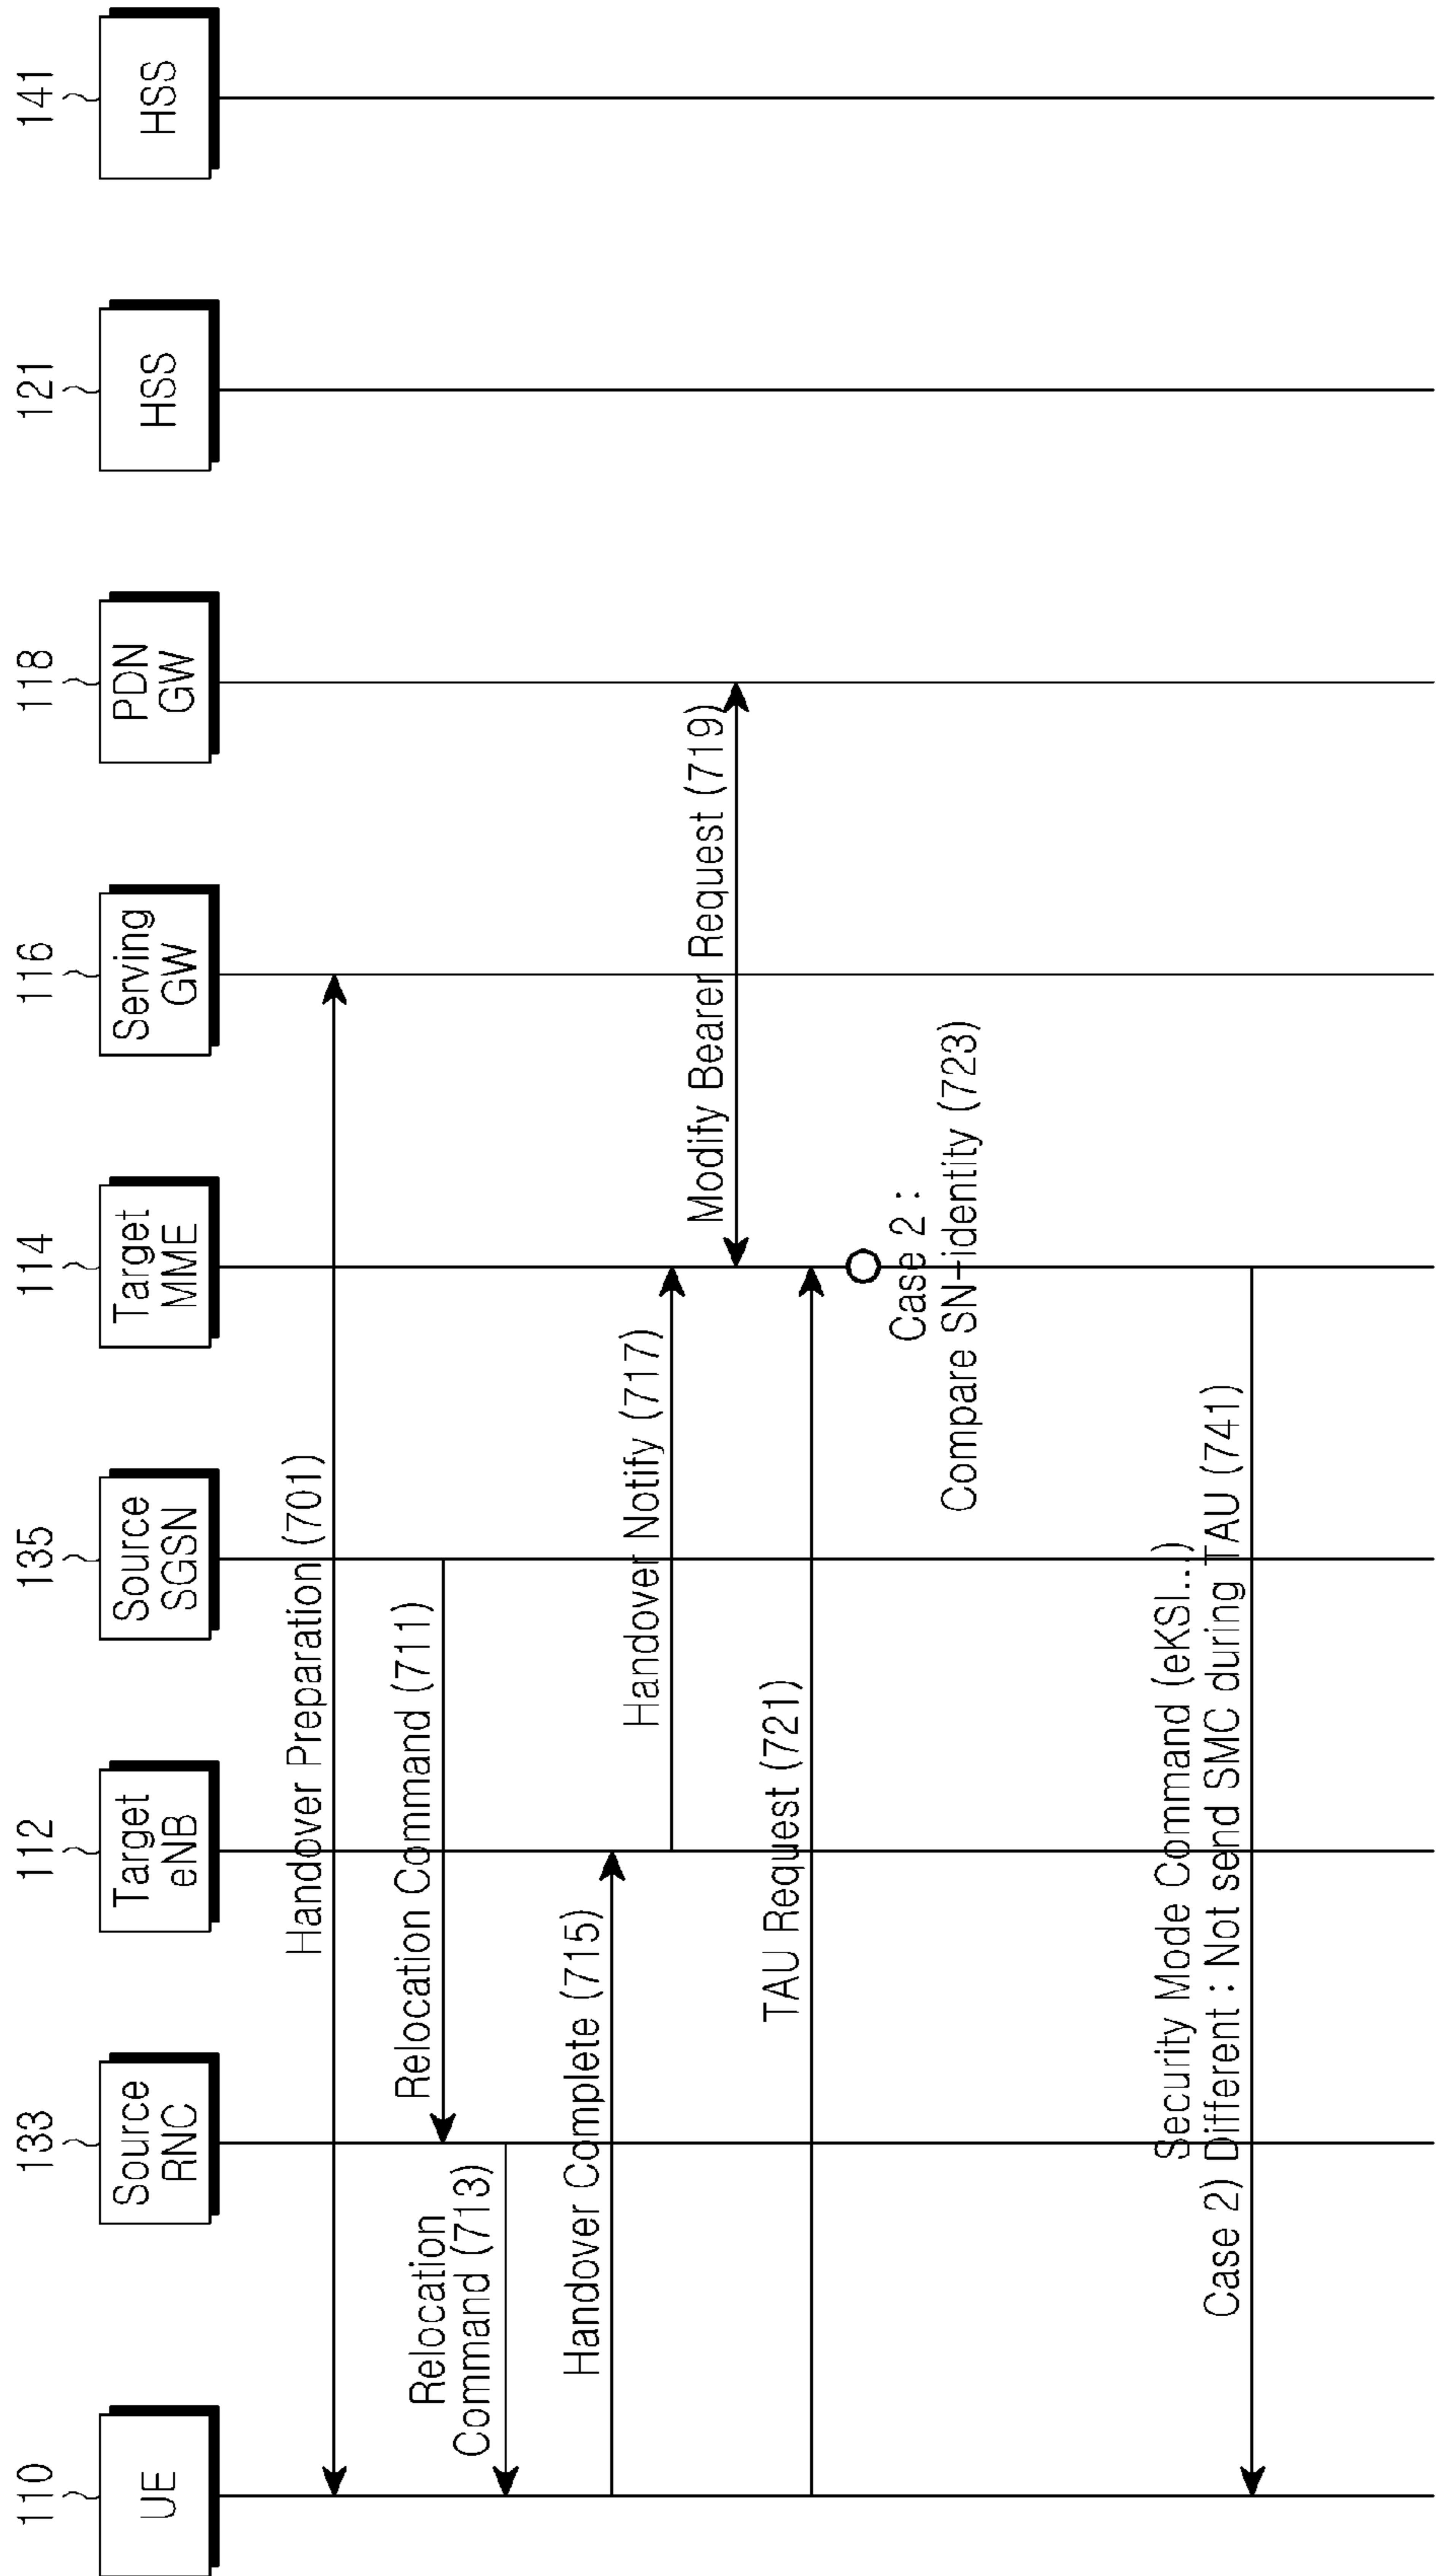 110
133
112
135
114
116
118
121
141
UE
Source
RNC
Target
eNB
Source
SGSN
Target
MME
Serving
GW
PDN
GW
HSS
HSS
Handover Preparation (701)
Relocation Command (711)
Relocation
Command (713)
Handover Complete (715)
Handover Notify (717)
Modify Bearer Request (719)
TAU Request (721)
Case 2 :
Compare SN-identity (723)
Security Mode Command (eKSI...)
Case 2) Different : Not send SMC during TAU (741)